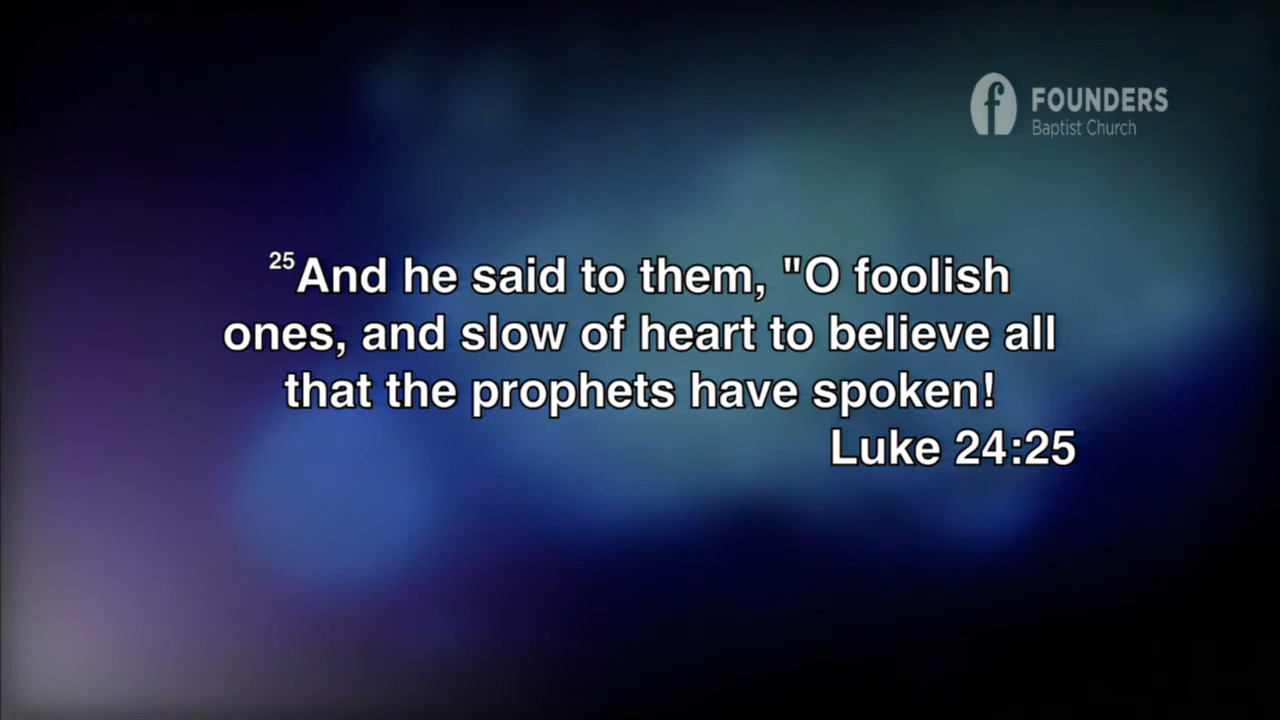 FOUNDERS
Baptist Church
25And he said to them, "O foolish
ones, and slow of heart to believe all
that the prophets have spoken!
Luke 24:25